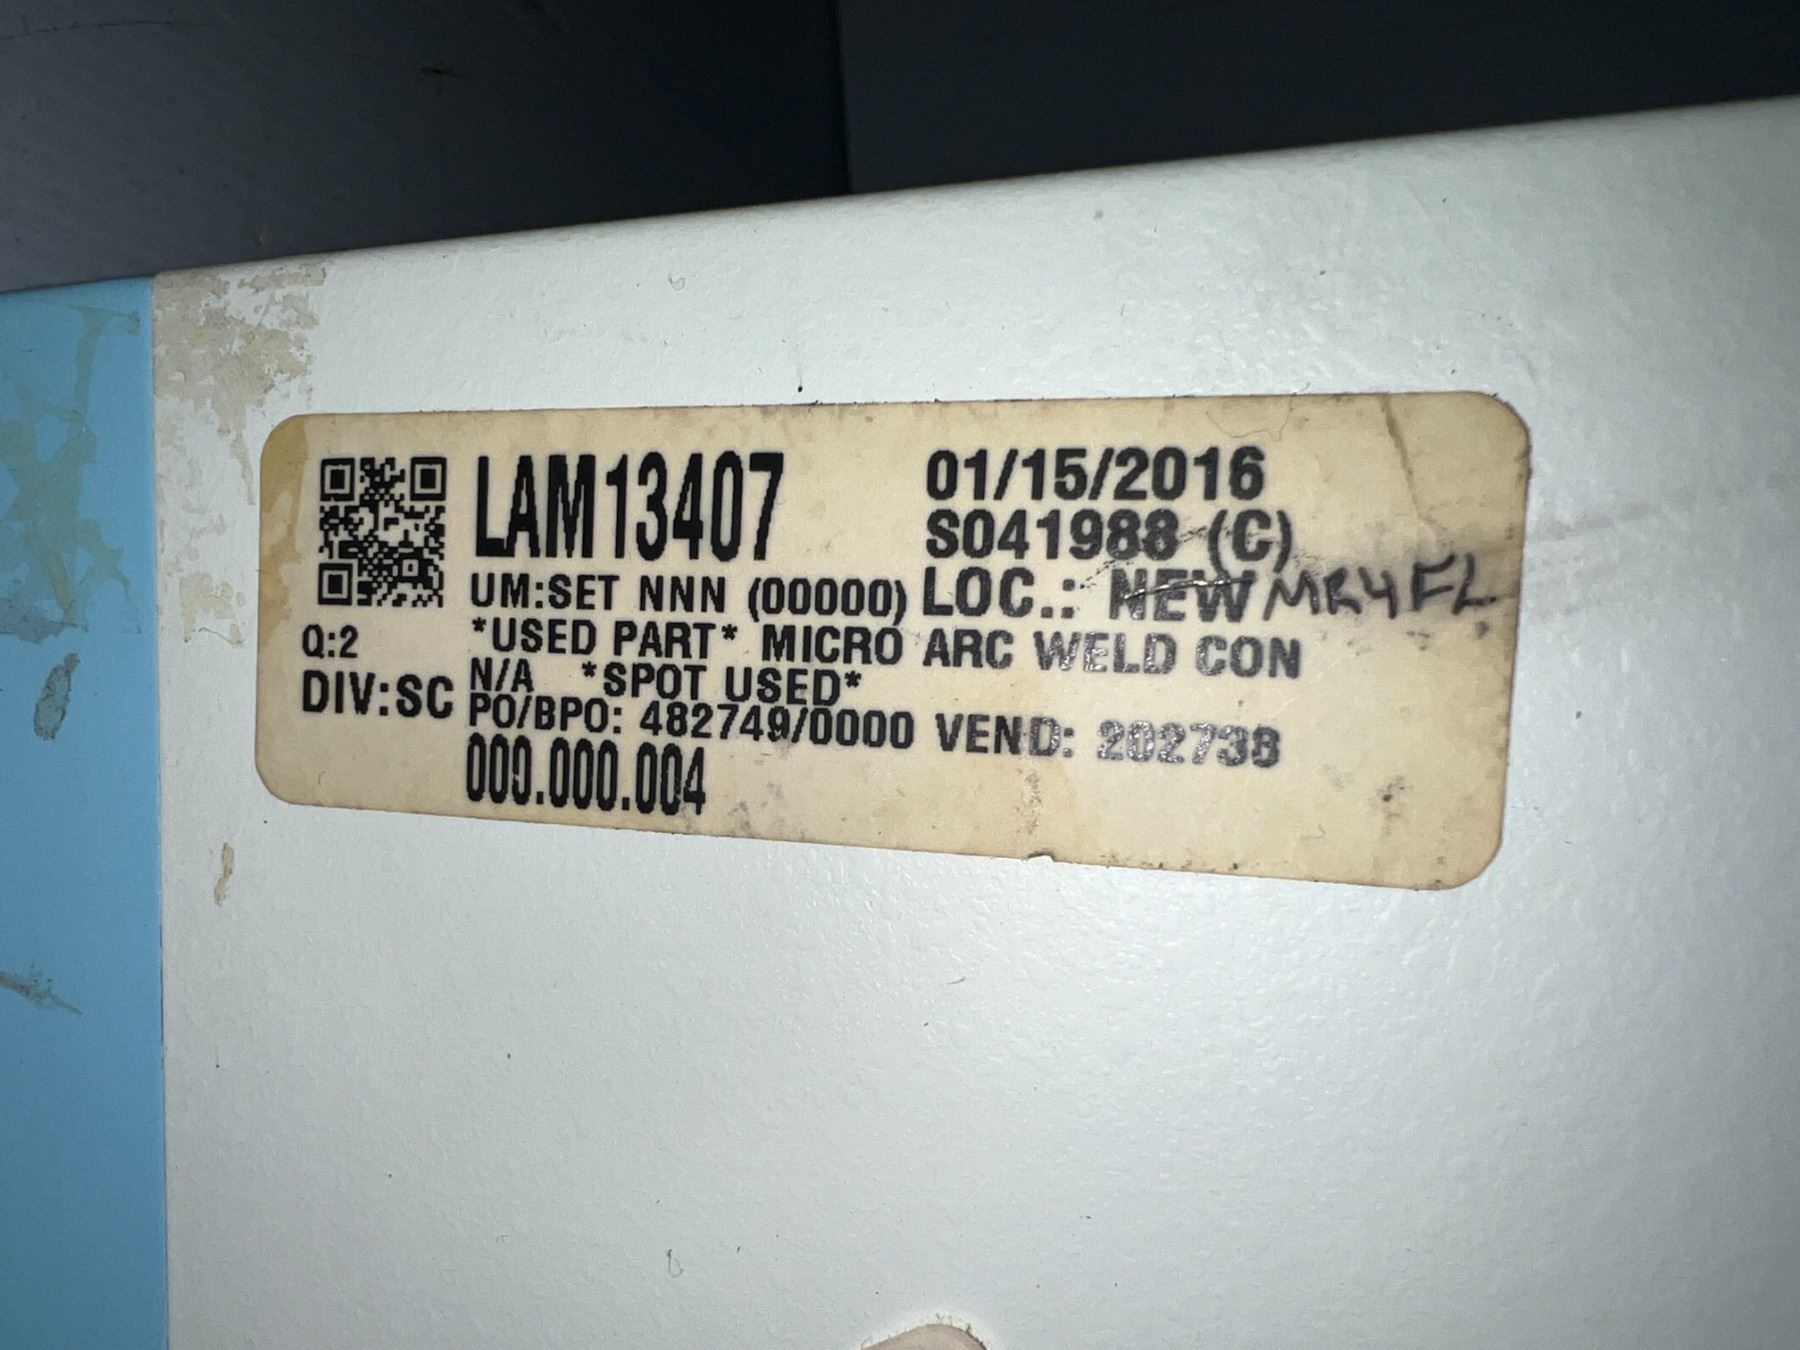 LAM13407 01/15/2016
S041988 (C)
UM:SET NNN (00000) LOC.: NEW MR4FL
Q:2 *USED PART* MICRO ARC WELD CON
DIV:SC N/A *SPOT USED*
PO/BPO: 482749/0000 VEND: 202738
000.000.004